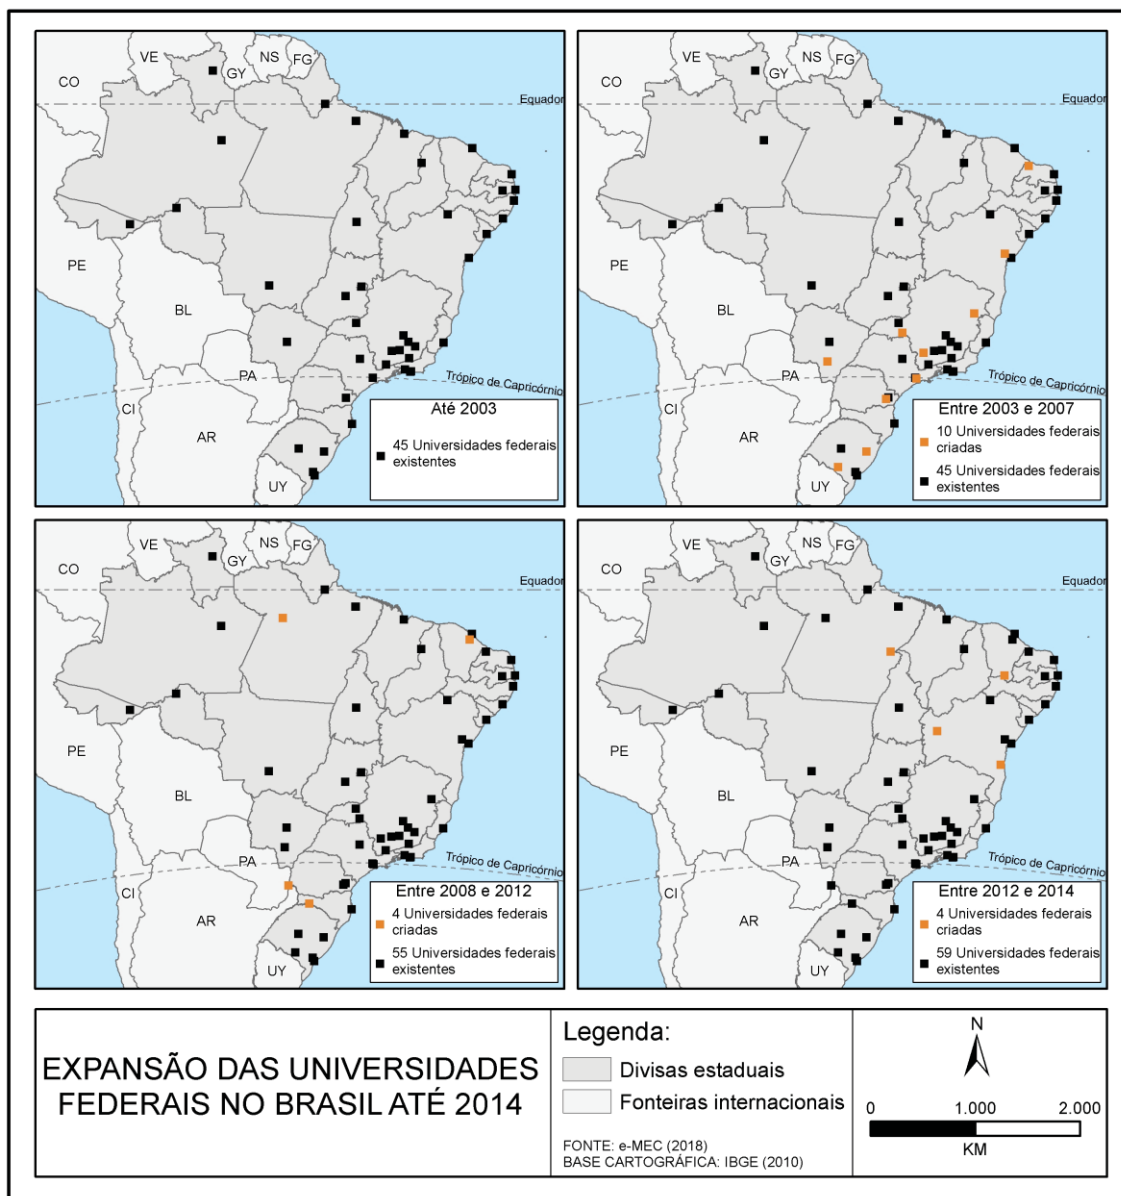 VE
NS
FG
GY
CO
Equador
PE
BL
PA
Trópico de Capricórnio
CI
AR
UY
Até 2003
45 Universidades federais
existentes
VE
NS
FG
GY
CO
Equador
PE
BL
PA
Trópico de Capricórnio
CI
AR
UY
Entre 2003 e 2007
10 Universidades federais
criadas
45 Universidades federais
existentes
VE
NS
FG
GY
CO
Equador
PE
BL
PA
Trópico de Capricórnio
CI
AR
UY
Entre 2008 e 2012
4 Universidades federais
criadas
55 Universidades federais
existentes
VE
NS
FG
GY
CO
Equador
PE
BL
PA
Trópico de Capricórnio
CI
AR
UY
Entre 2012 e 2014
4 Universidades federais
criadas
59 Universidades federais
existentes
EXPANSÃO DAS UNIVERSIDADES
FEDERAIS NO BRASIL ATÉ 2014
Legenda:
Divisas estaduais
Fonteiras internacionais
FONTE: e-MEC (2018)
BASE CARTOGRÁFICA: IBGE (2010)
N
0 1.000 2.000
KM